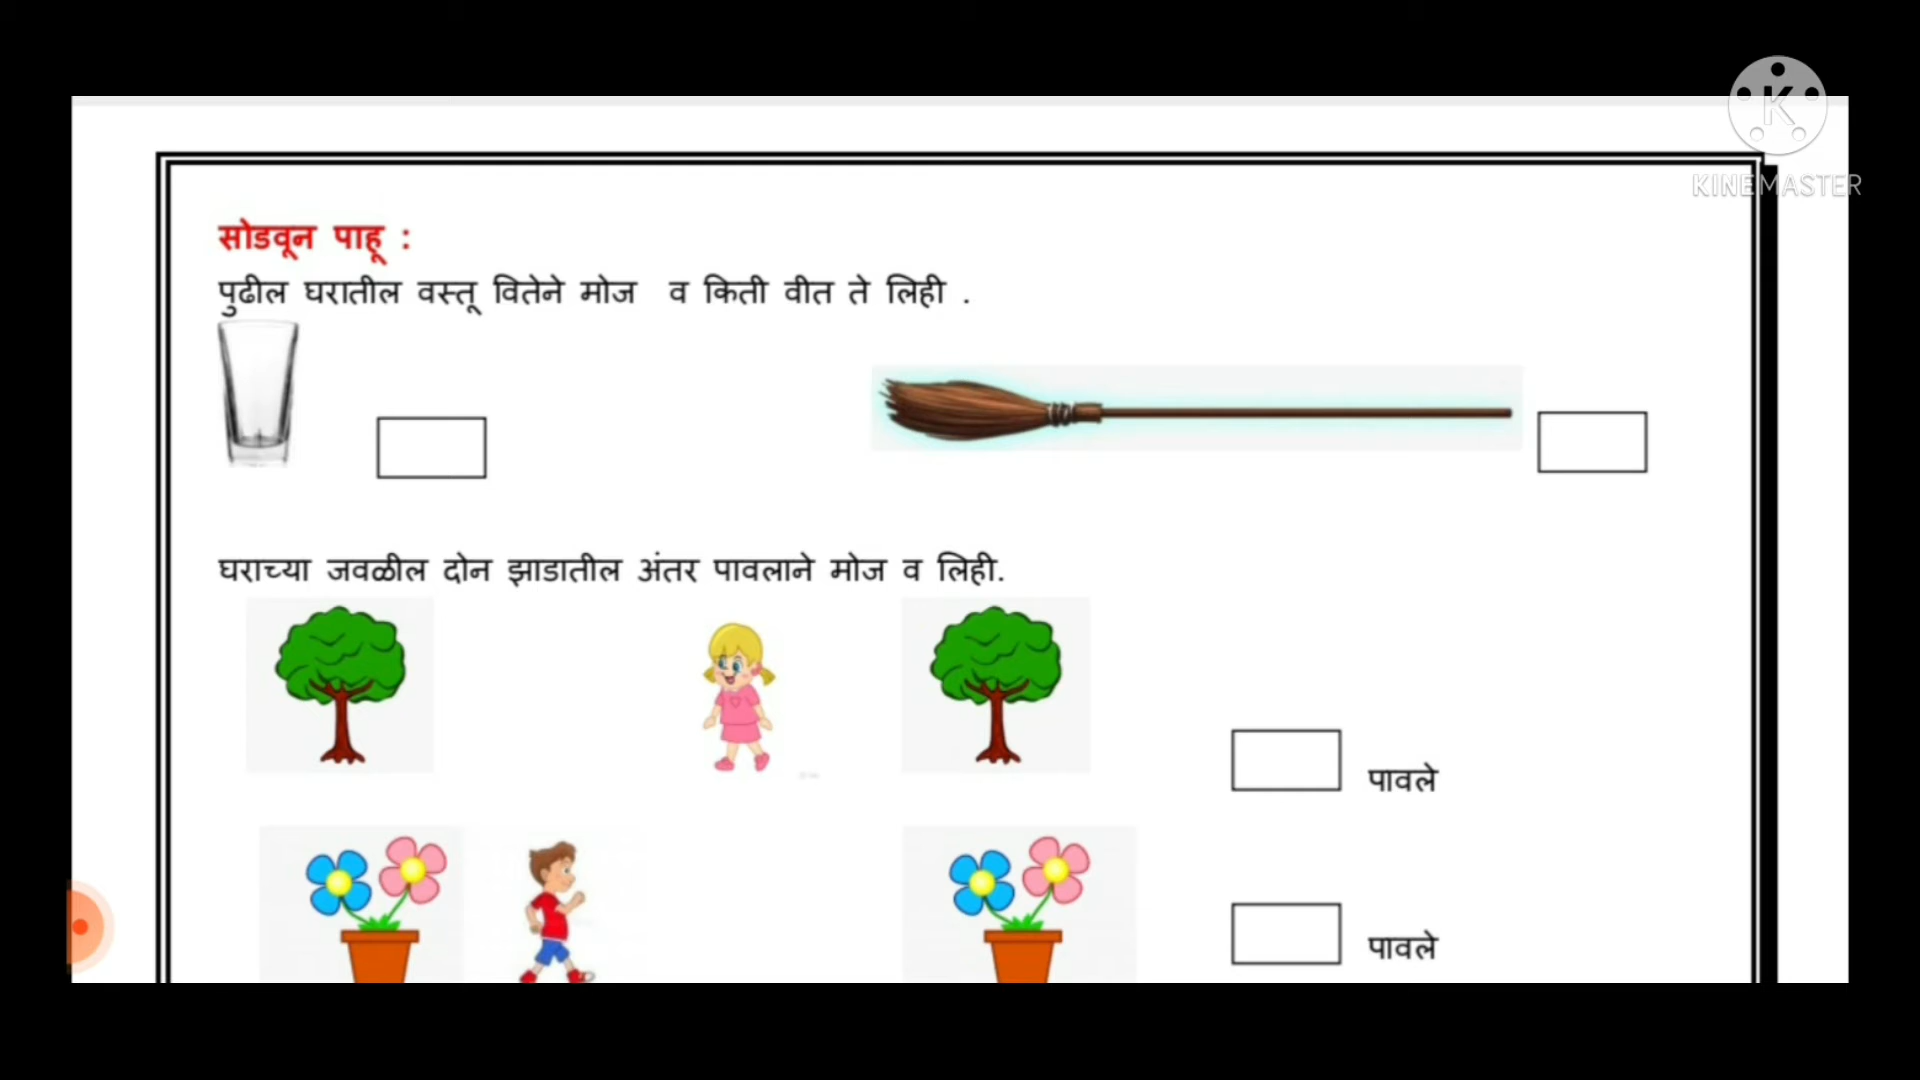 KINEMASTER
सोडवून पाहू :
पुढील घरातील वस्तू वितेने मोज व किती वीत ते लिही .
घराच्या जवळील दोन झाडातील अंतर पावलाने मोज व लिही.
पावले
पावले